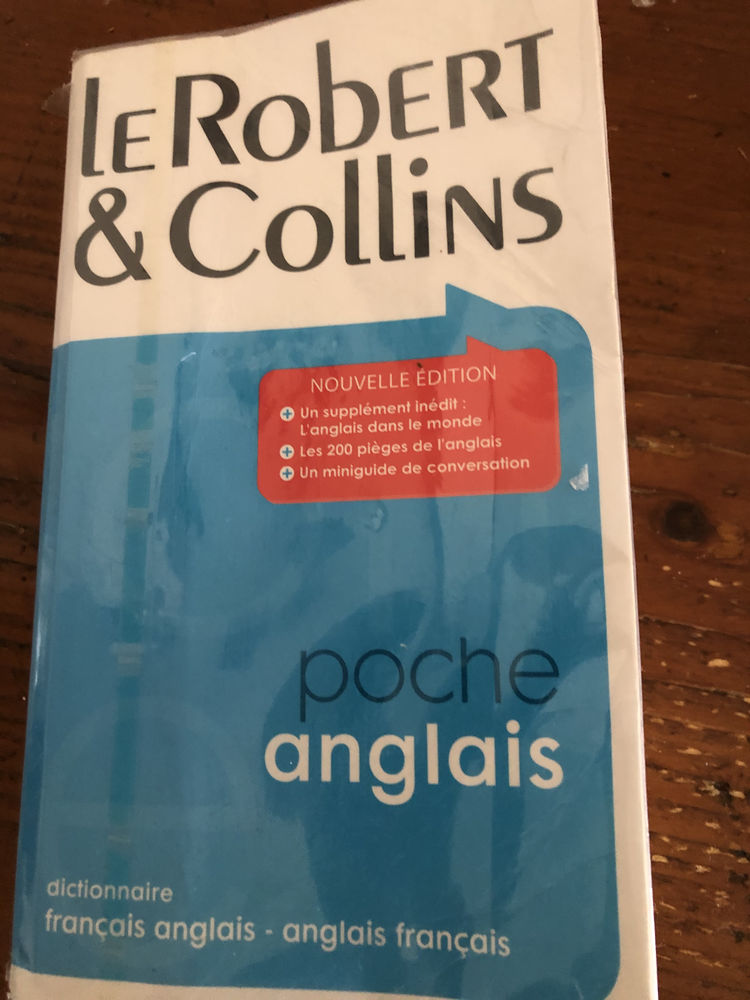 le Robert
& Collins
NOUVELLE ÉDITION
Un supplément inédit :
L'anglais dans le monde
Les 200 pièges de l'anglais
Un miniguide de conversation
poche
anglais
dictionnaire
français anglais - anglais français